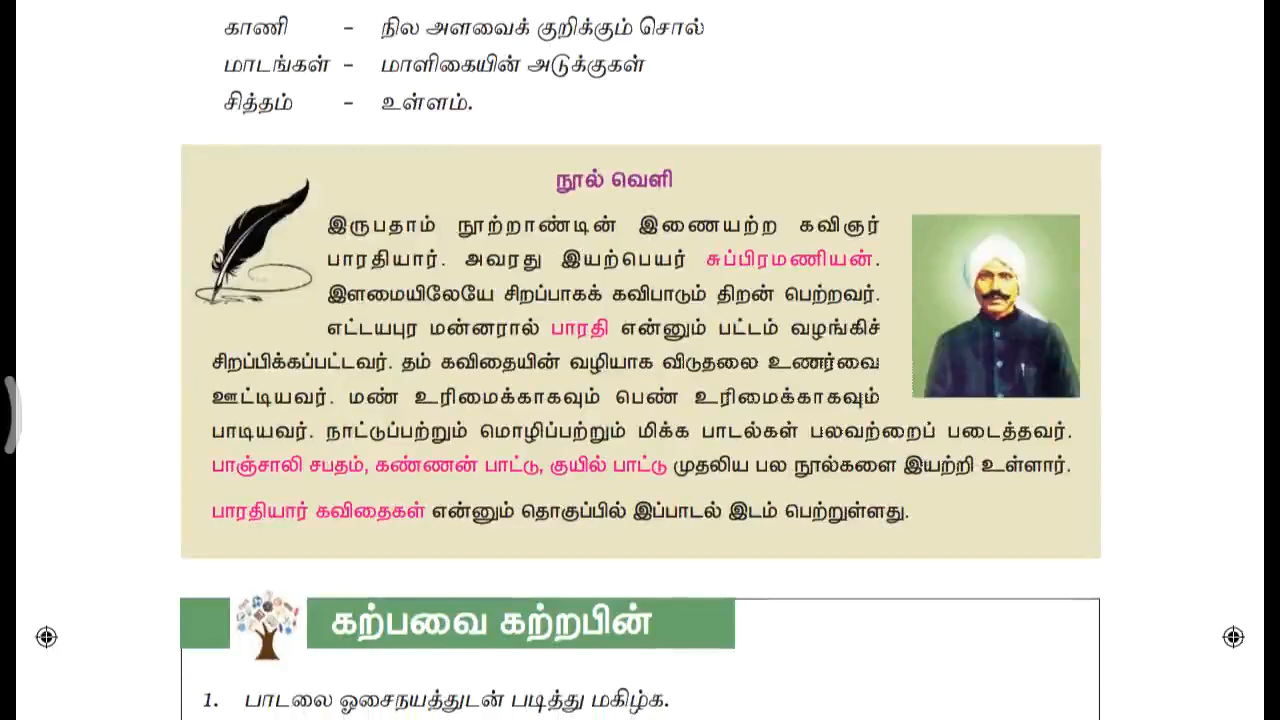 காணி – நில அளவைக் குறிக்கும் சொல்
மாடங்கள் – மாளிகையின் அடுக்குகள்
சித்தம் – உள்ளம்.
நூல் வெளி
இருபதாம் நூற்றாண்டின் இணையற்ற கவிஞர்
பாரதியார். அவரது இயற்பெயர் சுப்பிரமணியன்.
இளமையிலேயே சிறப்பாகக் கவிபாடும் திறன் பெற்றவர்.
எட்டயபுர மன்னரால் பாரதி என்னும் பட்டம் வழங்கிச்
சிறப்பிக்கப்பட்டவர். தம் கவிதையின் வழியாக விடுதலை உணர்வை
ஊட்டியவர். மண் உரிமைக்காகவும் பெண் உரிமைக்காகவும்
பாடியவர். நாட்டுப்பற்றும் மொழிப்பற்றும் மிக்க பாடல்கள் பலவற்றைப் படைத்தவர்.
பாஞ்சாலி சபதம், கண்ணன் பாட்டு, குயில் பாட்டு முதலிய பல நூல்களை இயற்றி உள்ளார்.
பாரதியார் கவிதைகள் என்னும் தொகுப்பில் இப்பாடல் இடம் பெற்றுள்ளது.
கற்பவை கற்றபின்
1. பாடலை ஓசைநயத்துடன் படித்து மகிழ்க.